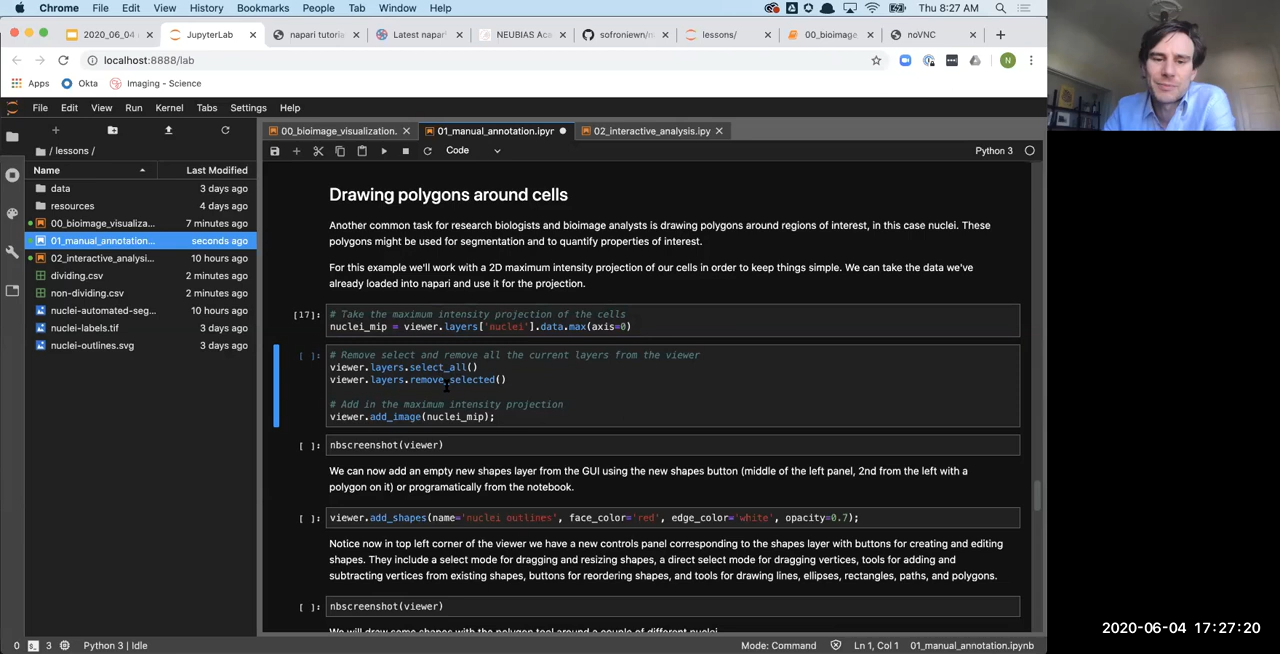 Chrome File Edit View History Bookmarks People Tab Window Help Thu 8:27 AM
2020_06_04 JupyterLab napari tutoria Latest napari NEUBIAS Aca sofroniewn/n lessons/ 00_bioimage noVNC
localhost:8888/lab N
Apps Okta Imaging - Science
File Edit View Run Kernel Tabs Settings Help
00_bioimage_visualization. 01_manual_annotation.ipyr 02_interactive_analysis.ipy
/ lessons /
Code Python 3
Name Last Modified
data 3 days ago
resources 4 days ago
00_bioimage_visualiza... 7 minutes ago
01_manual_annotation... seconds ago
02_interactive_analysi... 10 hours ago
dividing.csv 2 minutes ago
non-dividing.csv 2 minutes ago
nuclei-automated-seg... 10 hours ago
nuclei-labels.tif 3 days ago
nuclei-outlines.svg 3 days ago
Drawing polygons around cells
Another common task for research biologists and bioimage analysts is drawing polygons around regions of interest, in this case nuclei. These
polygons might be used for segmentation and to quantify properties of interest.
For this example we'll work with a 2D maximum intensity projection of our cells in order to keep things simple. We can take the data we've
already loaded into napari and use it for the projection.
[17]: # Take the maximum intensity projection of the cells
nuclei_mip = viewer.layers['nuclei'].data.max(axis=0)
[ ]: # Remove select and remove all the current layers from the viewer
viewer.layers.select_all()
viewer.layers.remove_selected()
# Add in the maximum intensity projection
viewer.add_image(nuclei_mip);
[ ]: nbscreenshot(viewer)
We can now add an empty new shapes layer from the GUI using the new shapes button (middle of the left panel, 2nd from the left with a
polygon on it) or programatically from the notebook.
[ ]: viewer.add_shapes(name='nuclei outlines', face_color='red', edge_color='white', opacity=0.7);
Notice now in top left corner of the viewer we have a new controls panel corresponding to the shapes layer with buttons for creating and editing
shapes. They include a select mode for dragging and resizing shapes, a direct select mode for dragging vertices, tools for adding and
subtracting vertices from existing shapes, buttons for reordering shapes, and tools for drawing lines, ellipses, rectangles, paths, and polygons.
[ ]: nbscreenshot(viewer)
We will draw some shapes with the polygon tool around a couple of different nuclei
0 3 Python 3 | Idle Mode: Command Ln 1, Col 1 01_manual_annotation.ipynb
2020-06-04 17:27:20